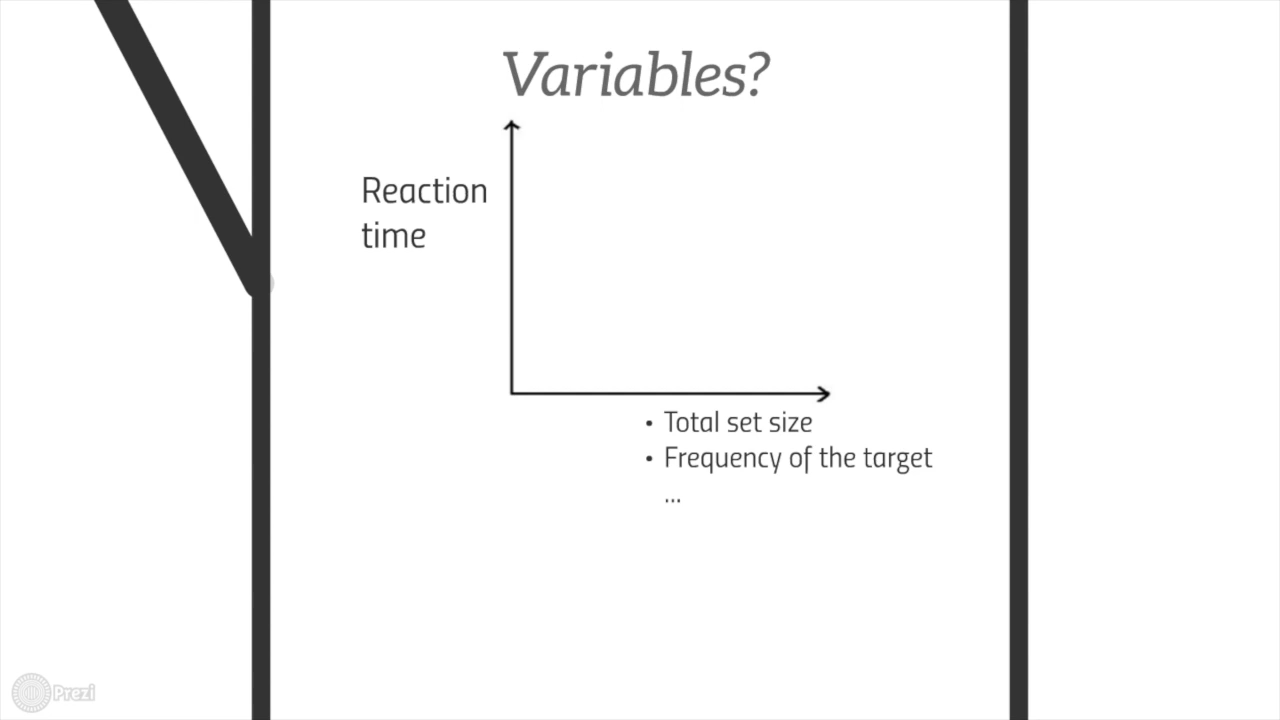 Variables?
Reaction
time
• Total set size
• Frequency of the target
...
Prezi